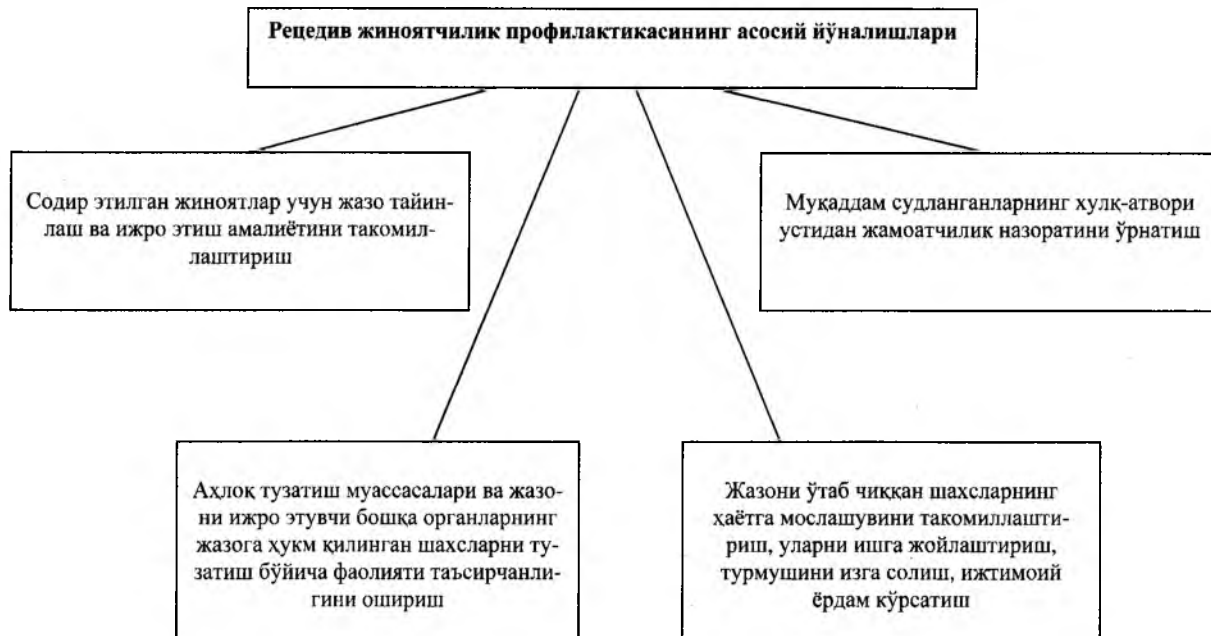 Рецедив жиноятчилик профилактикасининг асосий йўналишлари
Содир этилган жиноятлар учун жазо тайин-
лаш ва ижро этиш амалиётини такомил-
лаштириш
Муқаддам судланганларнинг хулқ-атвори
устидан жамоатчилик назоратини ўрнатиш
Ахлоқ тузатиш муассасалари ва жазо-
ни ижро этувчи бошқа органларнинг
жазога ҳукм қилинган шахсларни ту-
затиш бўйича фаолияти таъсирчанли-
гини ошириш
Жазони ўтаб чиққан шахсларнинг
ҳаётга мослашувини такомиллашти-
риш, уларни ишга жойлаштириш,
турмушини изга солиш, ижтимоий
ёрдам кўрсатиш